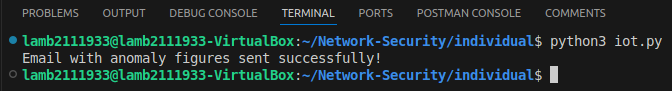 PROBLEMS OUTPUT DEBUG CONSOLE TERMINAL PORTS POSTMAN CONSOLE COMMENTS
lamb2111933@lamb2111933-VirtualBox:~/Network-Security/individual$ python3 iot.py
Email with anomaly figures sent successfully!
lamb2111933@lamb2111933-VirtualBox:~/Network-Security/individual$